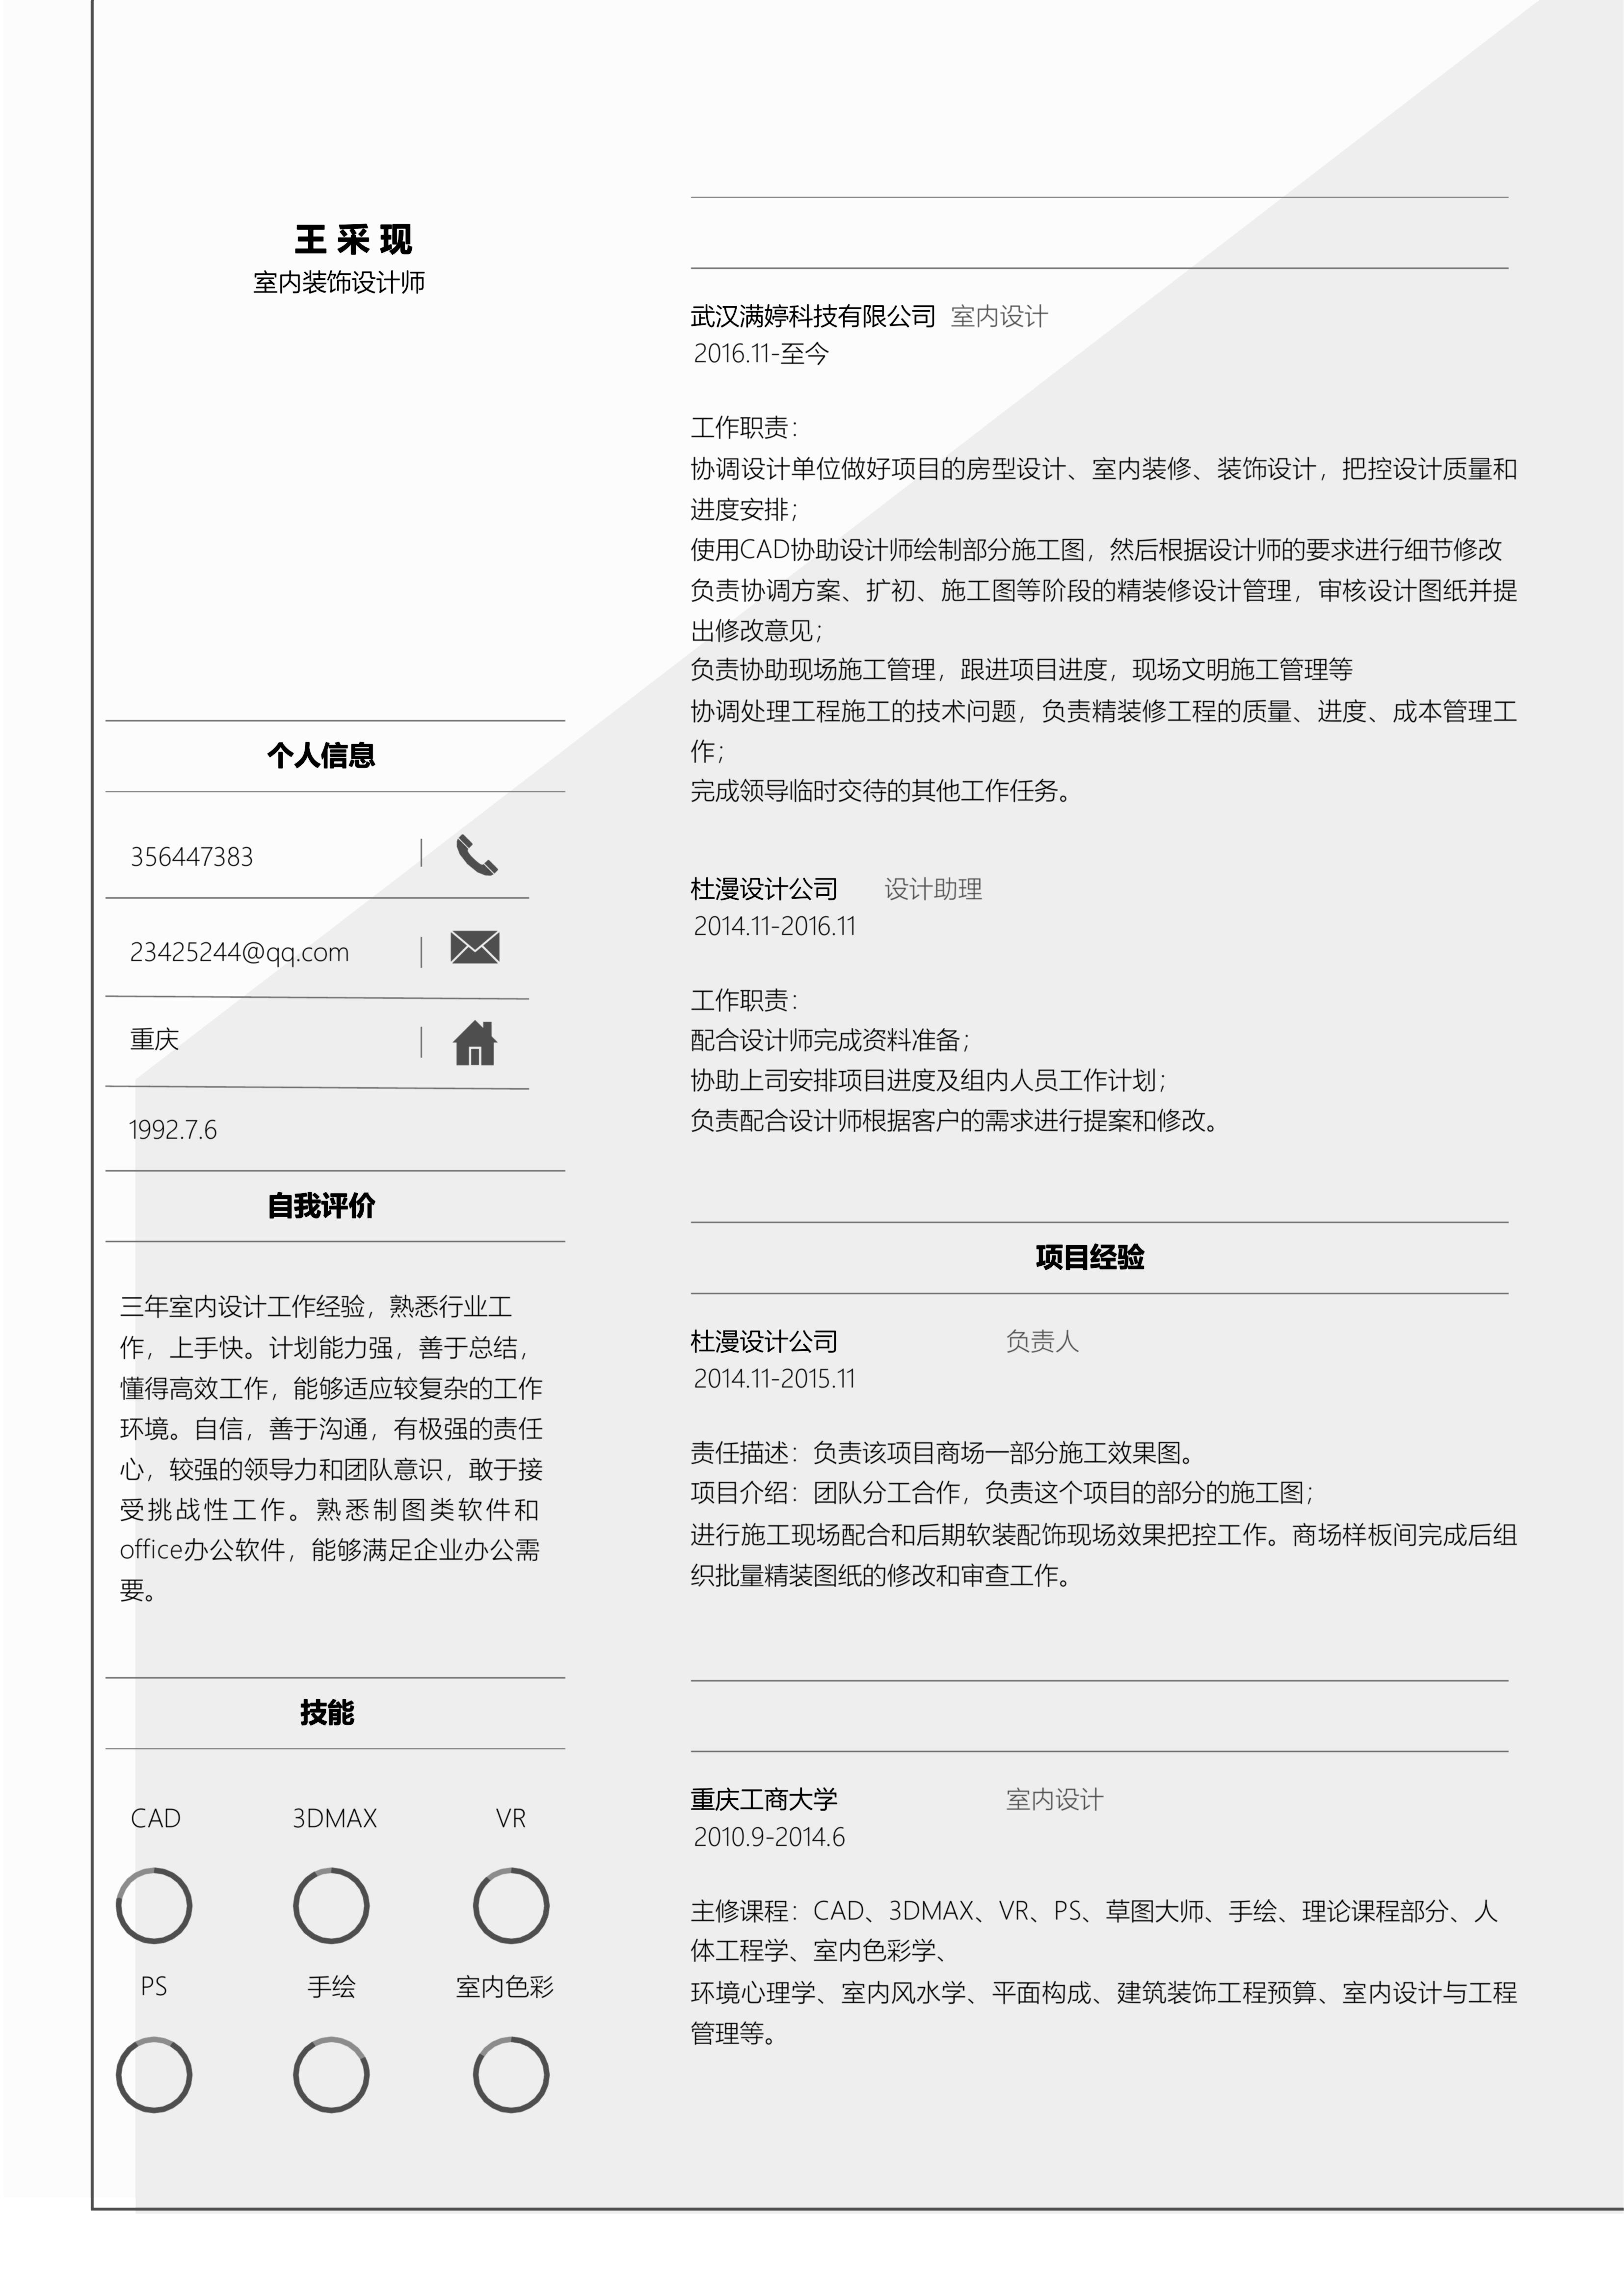 王采现
室内装饰设计师
个人信息
356447383
23425244@qq.com
重庆
1992.7.6
自我评价
三年室内设计工作经验，熟悉行业工
作，上手快。计划能力强，善于总结，
懂得高效工作，能够适应较复杂的工作
环境。自信，善于沟通，有极强的责任
心，较强的领导力和团队意识，敢于接
受挑战性工作。熟悉制图类软件和
office办公软件，能够满足企业办公需
要。
技能
CAD 3DMAX VR
PS 手绘 室内色彩
武汉满婷科技有限公司 室内设计
2016.11-至今
工作职责：
协调设计单位做好项目的房型设计、室内装修、装饰设计，把控设计质量和
进度安排；
使用CAD协助设计师绘制部分施工图，然后根据设计师的要求进行细节修改
负责协调方案、扩初、施工图等阶段的精装修设计管理，审核设计图纸并提
出修改意见；
负责协助现场施工管理，跟进项目进度，现场文明施工管理等
协调处理工程施工的技术问题，负责精装修工程的质量、进度、成本管理工
作；
完成领导临时交待的其他工作任务。
杜漫设计公司 设计助理
2014.11-2016.11
工作职责：
配合设计师完成资料准备；
协助上司安排项目进度及组内人员工作计划；
负责配合设计师根据客户的需求进行提案和修改。
项目经验
杜漫设计公司 负责人
2014.11-2015.11
责任描述：负责该项目商场一部分施工效果图。
项目介绍：团队分工合作，负责这个项目的部分的施工图；
进行施工现场配合和后期软装配饰现场效果把控工作。商场样板间完成后组
织批量精装图纸的修改和审查工作。
重庆工商大学 室内设计
2010.9-2014.6
主修课程：CAD、3DMAX、VR、PS、草图大师、手绘、理论课程部分、人
体工程学、室内色彩学、
环境心理学、室内风水学、平面构成、建筑装饰工程预算、室内设计与工程
管理等。